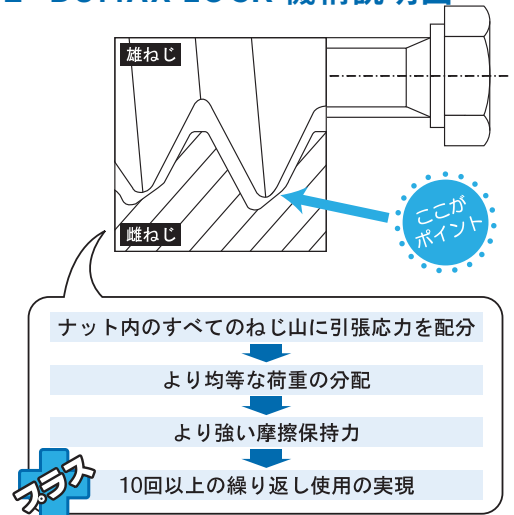 雄ねじ
ここが
ポイント
雌ねじ
ナット内のすべてのねじ山に引張応力を配分
より均等な荷重の分配
より強い摩擦保持力
プラス
10回以上の繰り返し使用の実現